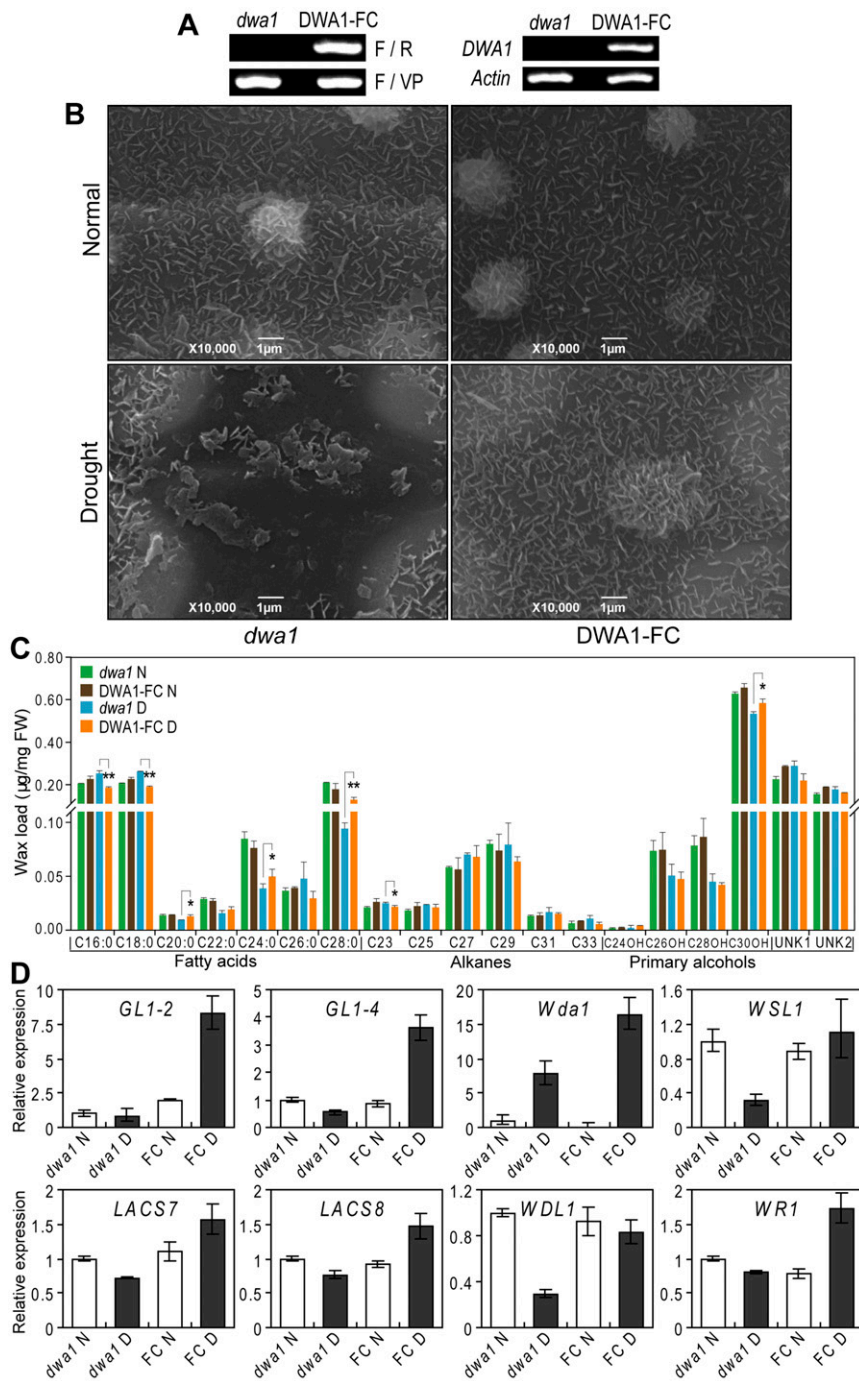 A
dwa1 DWA1-FC
F / R
F / VP
dwa1 DWA1-FC
DWA1
Actin
B
Normal
X10,000 1µm
X10,000 1µm
Drought
X10,000 1µm
X10,000 1µm
dwa1 DWA1-FC
C
Wax load (µg/mg FW)
0.80
0.60
0.40
0.20
0.10
0.05
0.00
dwa1 N
DWA1-FC N
dwa1 D
DWA1-FC D
** ** * * ** * *
C16:0 C18:0 C20:0 C22:0 C24:0 C26:0 C28:0 C23 C25 C27 C29 C31 C33 C24OH C26OH C28OH C30OH UNK1 UNK2
Fatty acids Alkanes Primary alcohols
D
Relative expression
GL1-2
10
7.5
5
2.5
0
dwa1 N dwa1 D FC N FC D
GL1-4
5
4
3
2
1
0
dwa1 N dwa1 D FC N FC D
Wda1
20
15
10
5
0
dwa1 N dwa1 D FC N FC D
WSL1
1.6
1.2
0.8
0.4
0
dwa1 N dwa1 D FC N FC D
Relative expression
LACS7
2
1.5
1
0.5
0
dwa1 N dwa1 D FC N FC D
LACS8
2
1.5
1
0.5
0
dwa1 N dwa1 D FC N FC D
WDL1
1.2
0.8
0.4
0
dwa1 N dwa1 D FC N FC D
WR1
2
1.5
1
0.5
0
dwa1 N dwa1 D FC N FC D